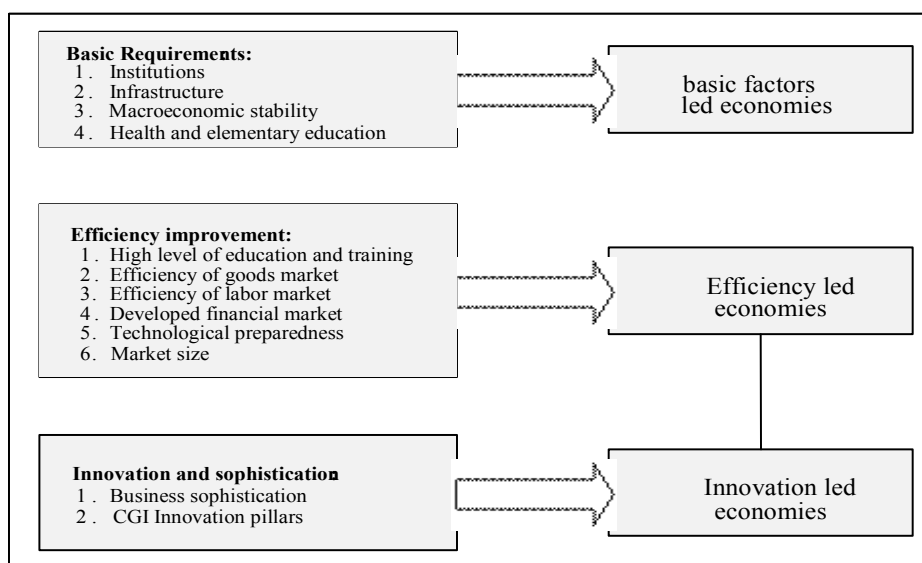 Basic Requirements:
1. Institutions
2. Infrastructure
3. Macroeconomic stability
4. Health and elementary education
basic factors
led economies
Efficiency improvement:
1. High level of education and training
2. Efficiency of goods market
3. Efficiency of labor market
4. Developed financial market
5. Technological preparedness
6. Market size
Efficiency led
economies
Innovation and sophistication:
1. Business sophistication
2. CGI Innovation pillars
Innovation led
economies